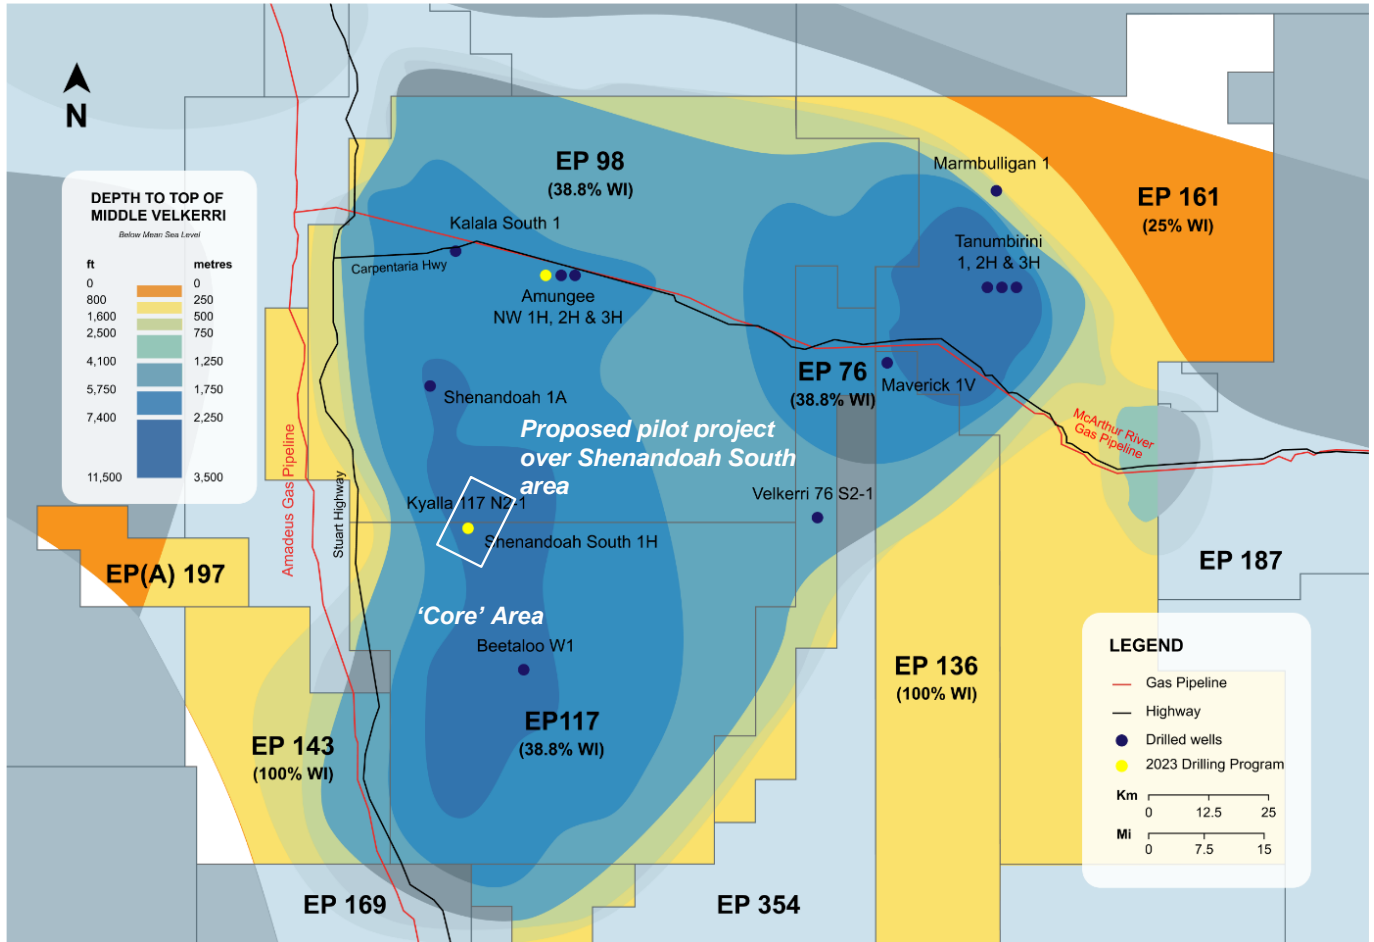 N
DEPTH TO TOP OF
MIDDLE VELKERRI
Below Mean Sea Level
ft metres
0 0
800 250
1,600 500
2,500 750
4,100 1,250
5,750 1,750
7,400 2,250
11,500 3,500
EP 98
(38.8% WI)
Marmbulligan 1
EP 161
(25% WI)
Kalala South 1
Carpentaria Hwy
Tanumbirini
1, 2H & 3H
Amungee
NW 1H, 2H & 3H
EP 76
(38.8% WI)
Maverick 1V
Shenandoah 1A
McArthur River
Gas Pipeline
Proposed pilot project
over Shenandoah South
area
Amadeus Gas Pipeline
Stuart Highway
Kyalla 117 N2-1
Velkerri 76 S2-1
Shenandoah South 1H
EP(A) 197
EP 187
'Core' Area
Beetaloo W1
EP 136
(100% WI)
EP117
(38.8% WI)
EP 143
(100% WI)
LEGEND
Gas Pipeline
Highway
Drilled wells
2023 Drilling Program
Km
0 12.5 25
Mi
0 7.5 15
EP 169
EP 354